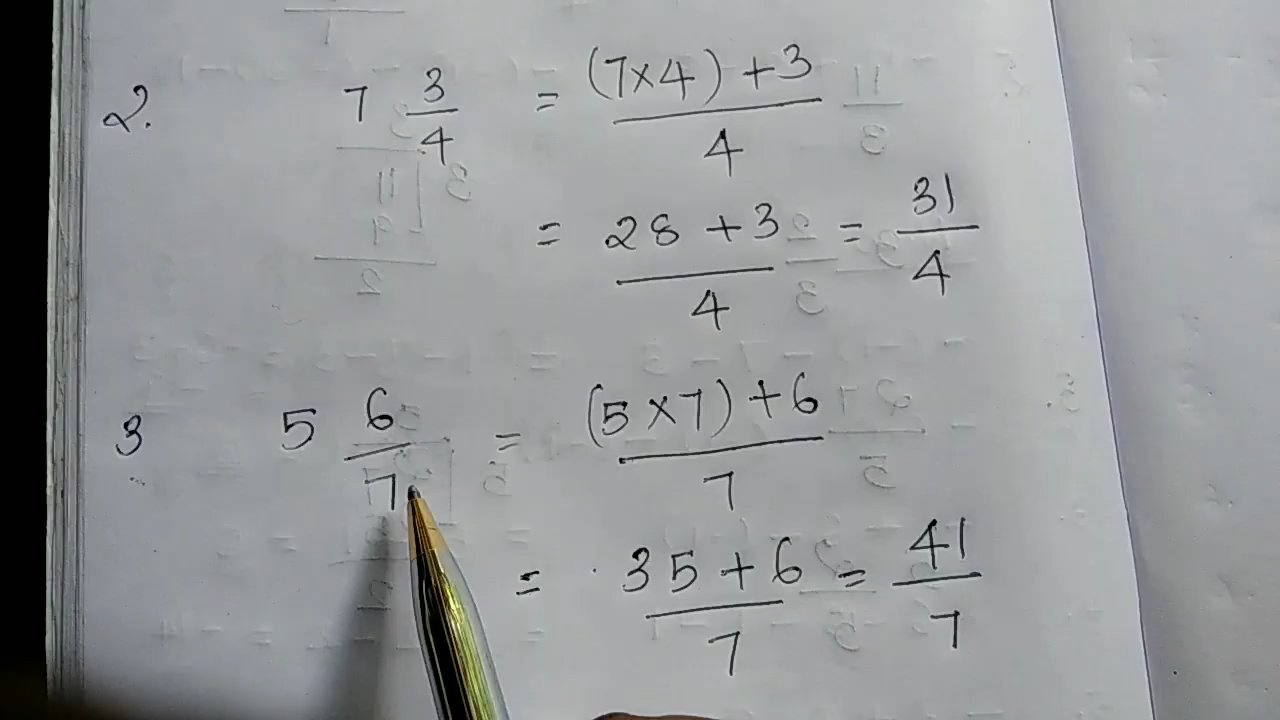 2. 7 3/4 = (7×4)+3/4
= 28+3/4 = 31/4
3 5 6/7 = (5×7)+6/7
= 35+6/7 = 41/7